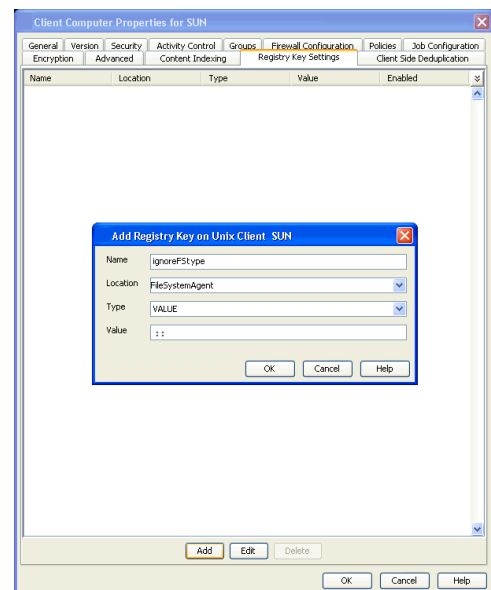 Client Computer Properties for SUN
General Version Security Activity Control Groups Firewall Configuration Policies Job Configuration
Encryption Advanced Content Indexing Registry Key Settings Client Side Deduplication
Name Location Type Value Enabled
Add Registry Key on Unix Client SUN
Name ignoreFStype
Location FileSystemAgent
Type VALUE
Value ::
OK Cancel Help
Add Edit Delete
OK Cancel Help